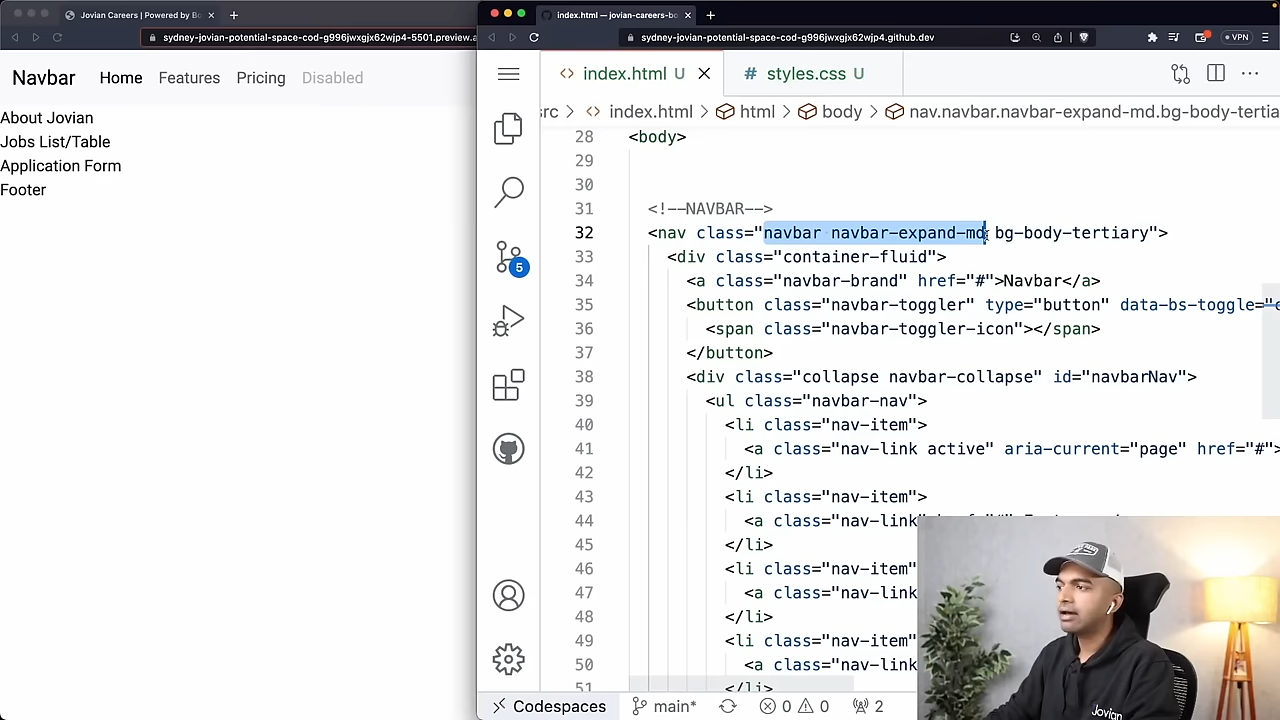 Jovian Careers | Powered by Bo
sydney-jovian-potential-space-cod-g996jwxgjx62wjp4-5501.preview.a
Navbar Home Features Pricing Disabled
About Jovian
Jobs List/Table
Application Form
Footer
index.html — jovian-careers-bo
sydney-jovian-potential-space-cod-g996jwxgjx62wjp4.github.dev
VPN
index.html U
# styles.css U
src > index.html > html > body > nav.navbar.navbar-expand-md.bg-body-tertia
28 <body>
29
30
31 <!--NAVBAR-->
32 <nav class="navbar navbar-expand-md bg-body-tertiary">
33 <div class="container-fluid">
34 <a class="navbar-brand" href="#">Navbar</a>
35 <button class="navbar-toggler" type="button" data-bs-toggle="c
36 <span class="navbar-toggler-icon"></span>
37 </button>
38 <div class="collapse navbar-collapse" id="navbarNav">
39 <ul class="navbar-nav">
40 <li class="nav-item">
41 <a class="nav-link active" aria-current="page" href="#">
42 </li>
43 <li class="nav-item">
44 <a class="nav-link"
45 </li>
46 <li class="nav-item"
47 <a class="nav-link
48 </li>
49 <li class="nav-item"
50 <a class="nav-link
51 </li>
5
Codespaces main* 0 0 2
Jovian